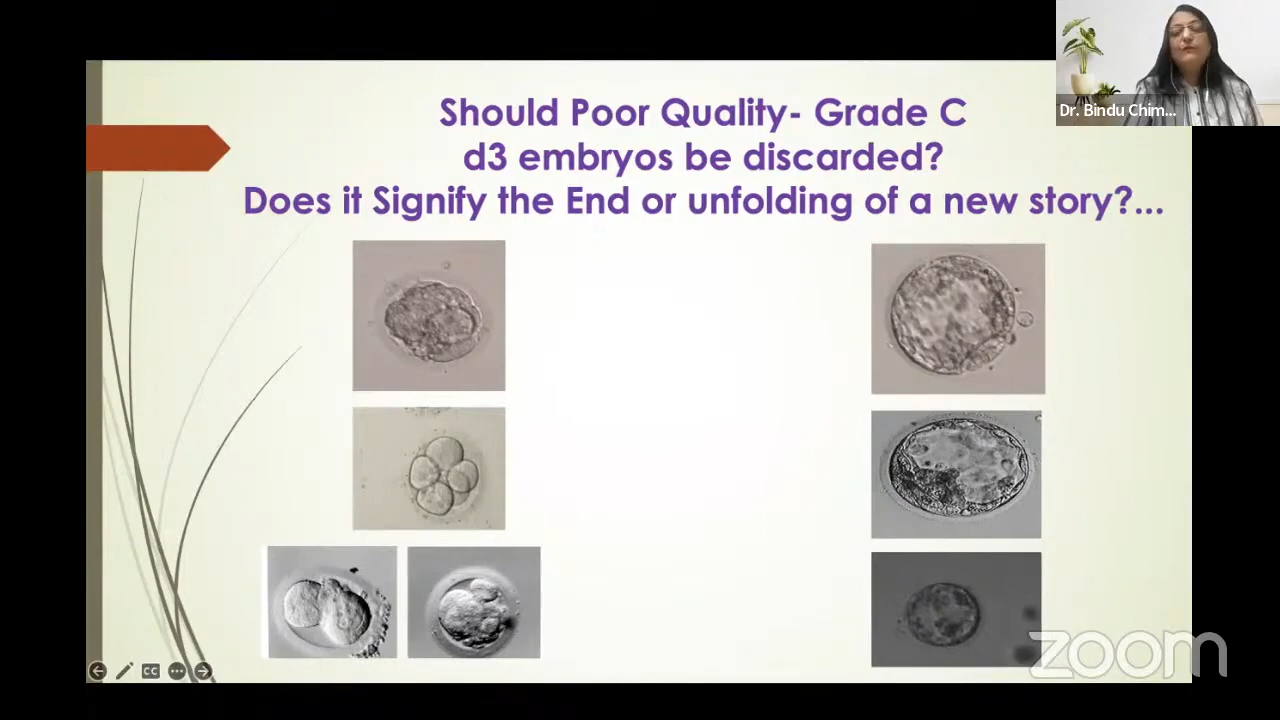 Should Poor Quality- Grade C
d3 embryos be discarded?
Does it Signify the End or unfolding of a new story?...
Dr. Bindu Chim...
CC
zoom